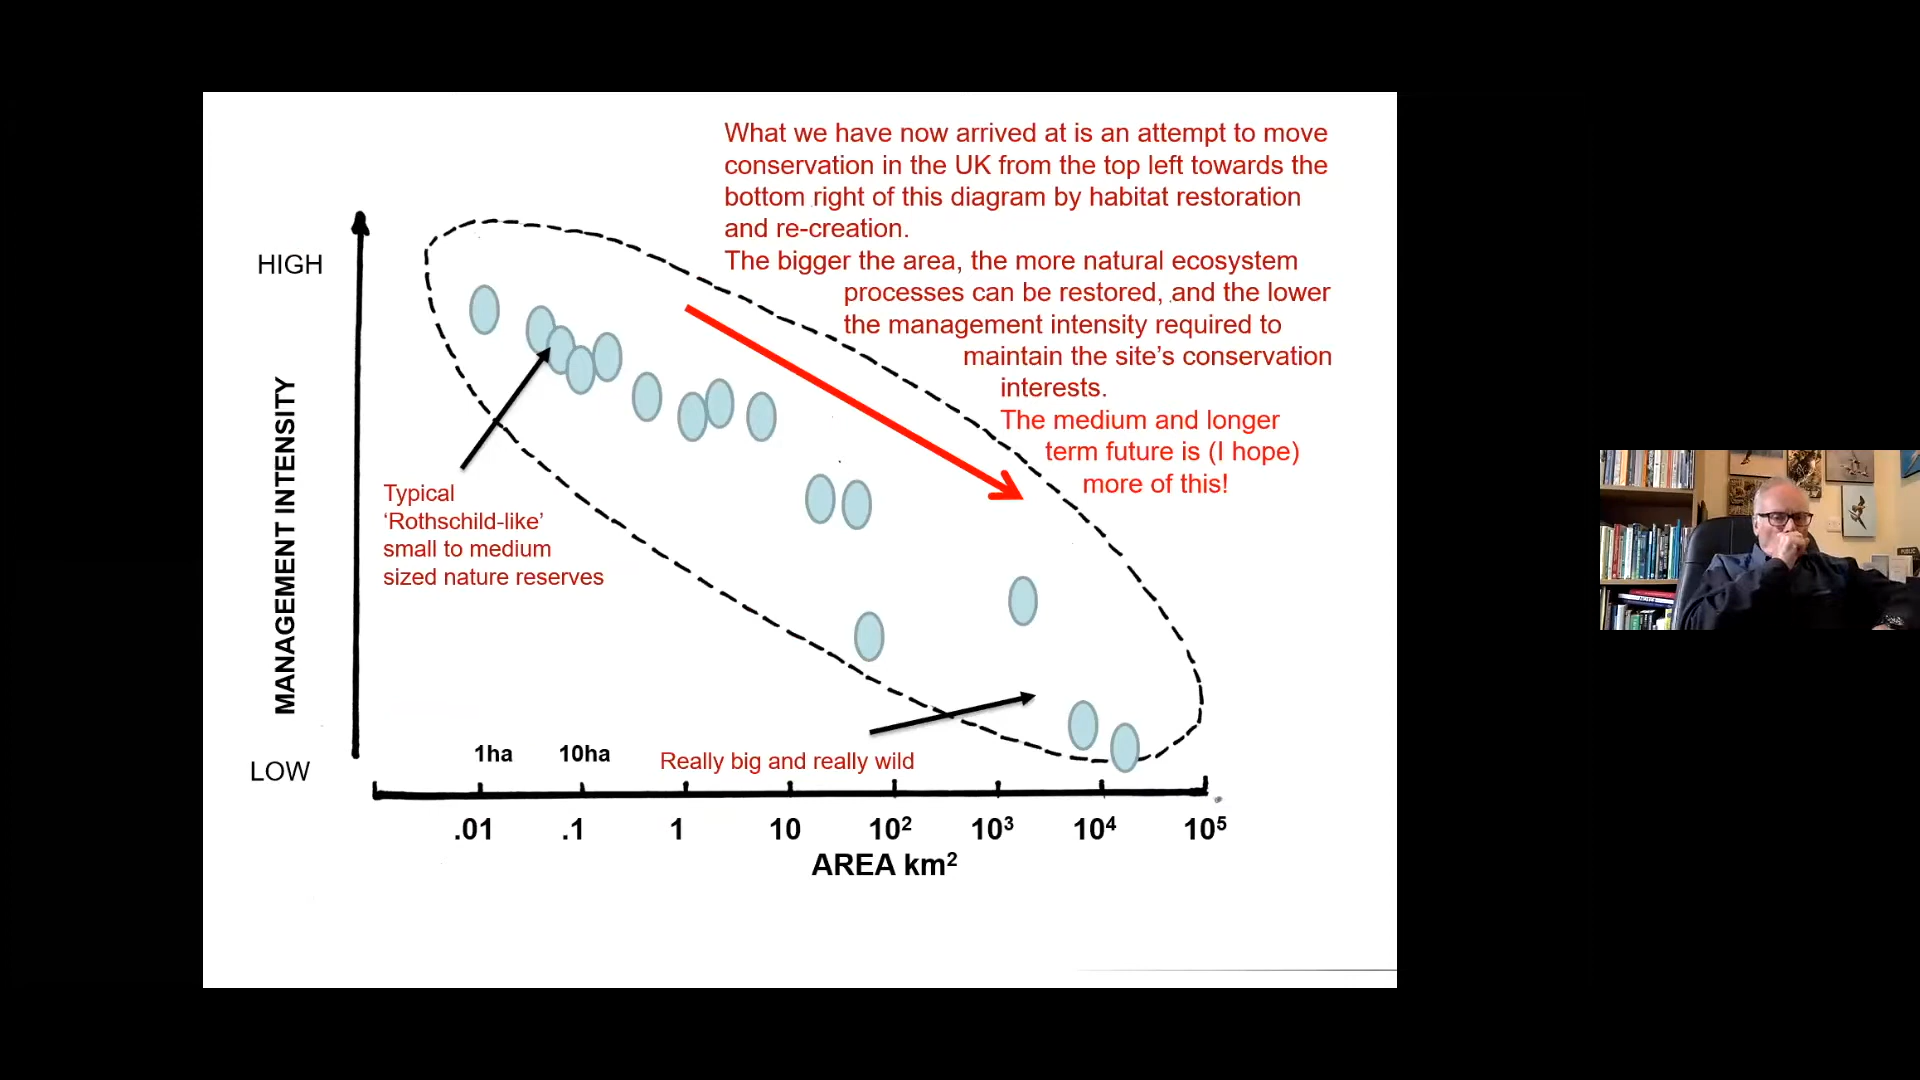 What we have now arrived at is an attempt to move
conservation in the UK from the top left towards the
bottom right of this diagram by habitat restoration
and re-creation.
The bigger the area, the more natural ecosystem
processes can be restored, and the lower
the management intensity required to
maintain the site's conservation
interests.
The medium and longer
term future is (I hope)
more of this!
HIGH
MANAGEMENT INTENSITY
Typical
‘Rothschild-like’
small to medium
sized nature reserves
1ha 10ha
Really big and really wild
LOW
.01 .1 1 10 10² 10³ 10⁴ 10⁵
AREA km²